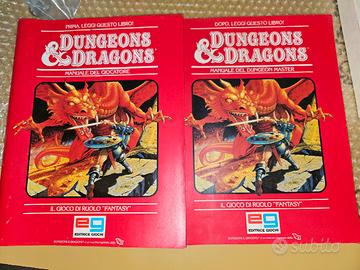 PRIMA, LEGGI QUESTO LIBRO!
DUNGEONS
& DRAGONS
MANUALE DEL GIOCATORE
IL GIOCO DI RUOLO "FANTASY"
eg
EDITRICE GIOCHI
DOPO, LEGGI QUESTO LIBRO!
DUNGEONS
& DRAGONS
MANUALE DEL DUNGEON MASTER
IL GIOCO DI RUOLO "FANTASY"
eg
EDITRICE GIOCHI
subito